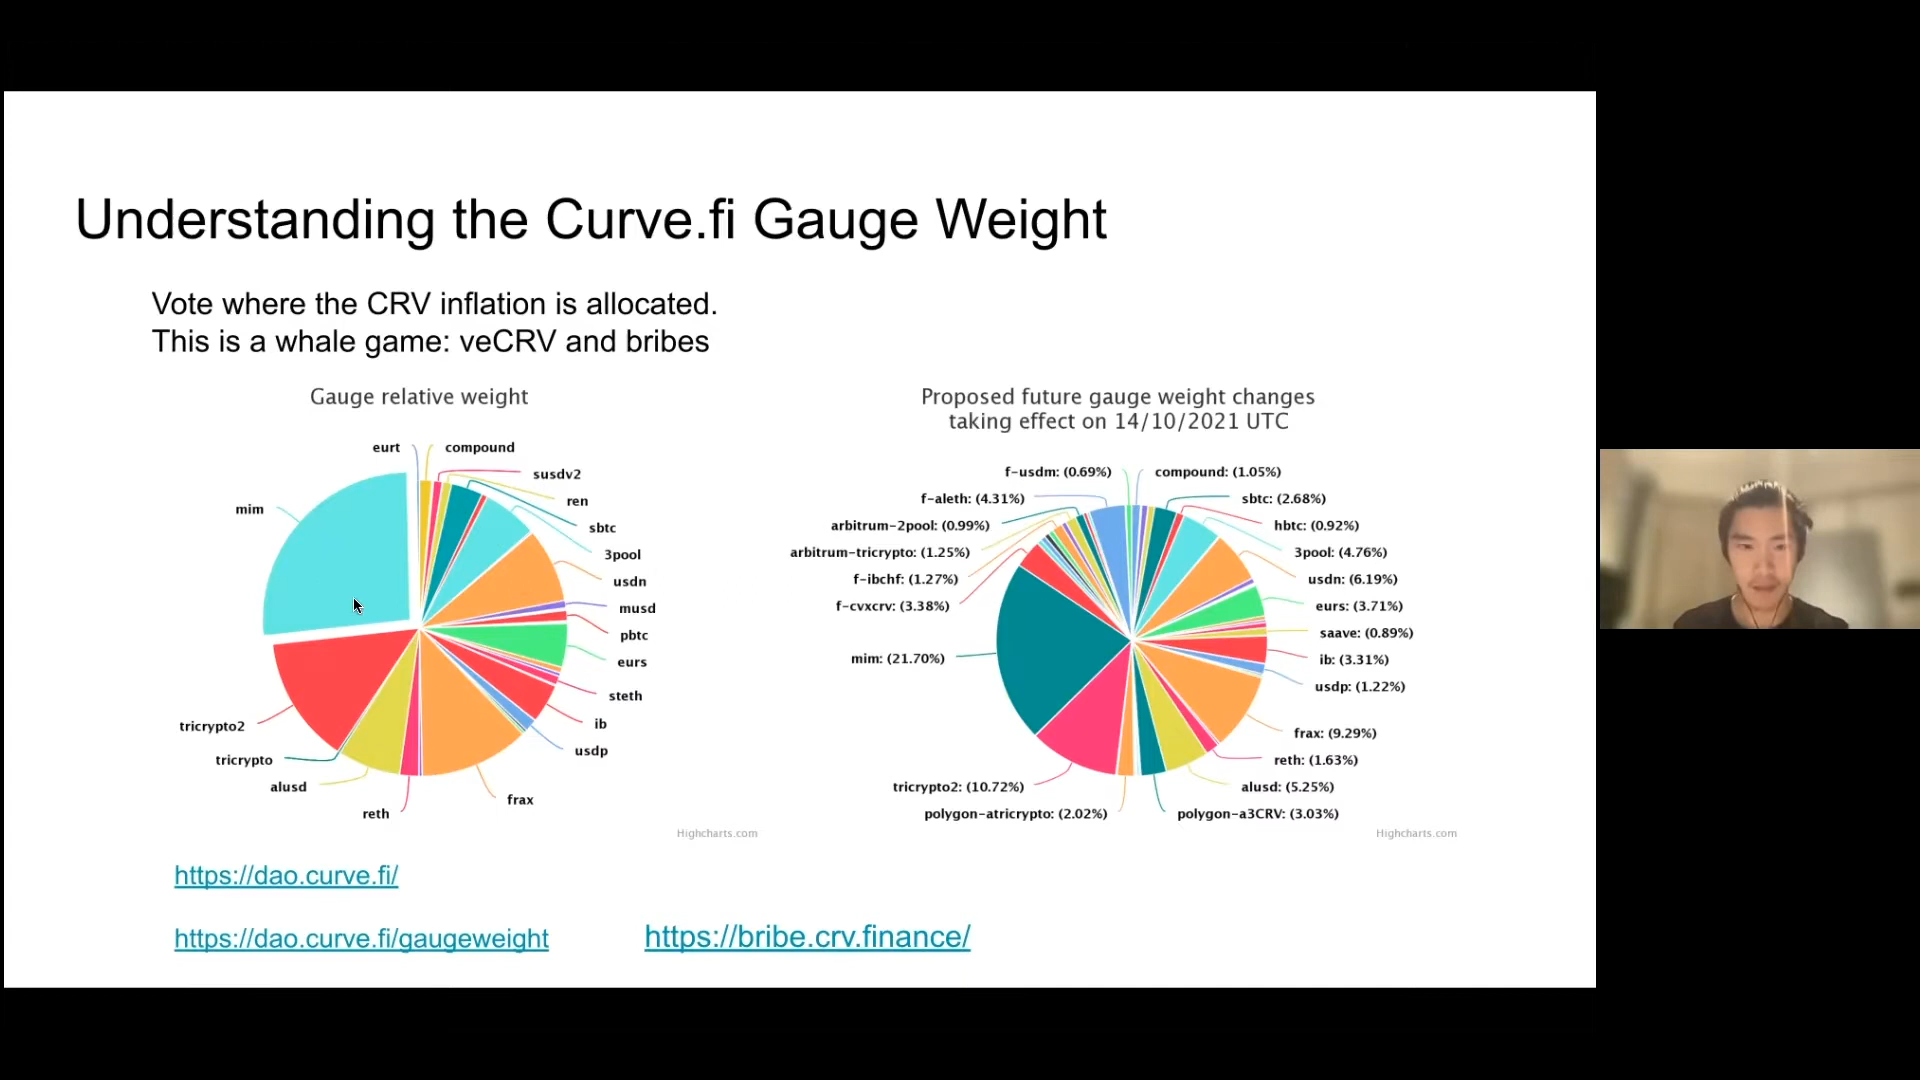 Understanding the Curve.fi Gauge Weight
Vote where the CRV inflation is allocated.
This is a whale game: veCRV and bribes
Gauge relative weight
eurt
compound
susdv2
ren
sbtc
3pool
usdn
musd
pbtc
eurs
steth
ib
usdp
frax
reth
alusd
tricrypto
tricrypto2
mim
Highcharts.com
Proposed future gauge weight changes
taking effect on 14/10/2021 UTC
f-usdm: (0.69%)
compound: (1.05%)
f-aleth: (4.31%)
sbtc: (2.68%)
arbitrum-2pool: (0.99%)
hbtc: (0.92%)
arbitrum-tricrypto: (1.25%)
3pool: (4.76%)
f-ibchf: (1.27%)
usdn: (6.19%)
f-cvxcrv: (3.38%)
eurs: (3.71%)
saave: (0.89%)
mim: (21.70%)
ib: (3.31%)
usdp: (1.22%)
frax: (9.29%)
reth: (1.63%)
tricrypto2: (10.72%)
alusd: (5.25%)
polygon-atricrypto: (2.02%)
polygon-a3CRV: (3.03%)
Highcharts.com
https://dao.curve.fi/
https://dao.curve.fi/gaugeweight
https://bribe.crv.finance/